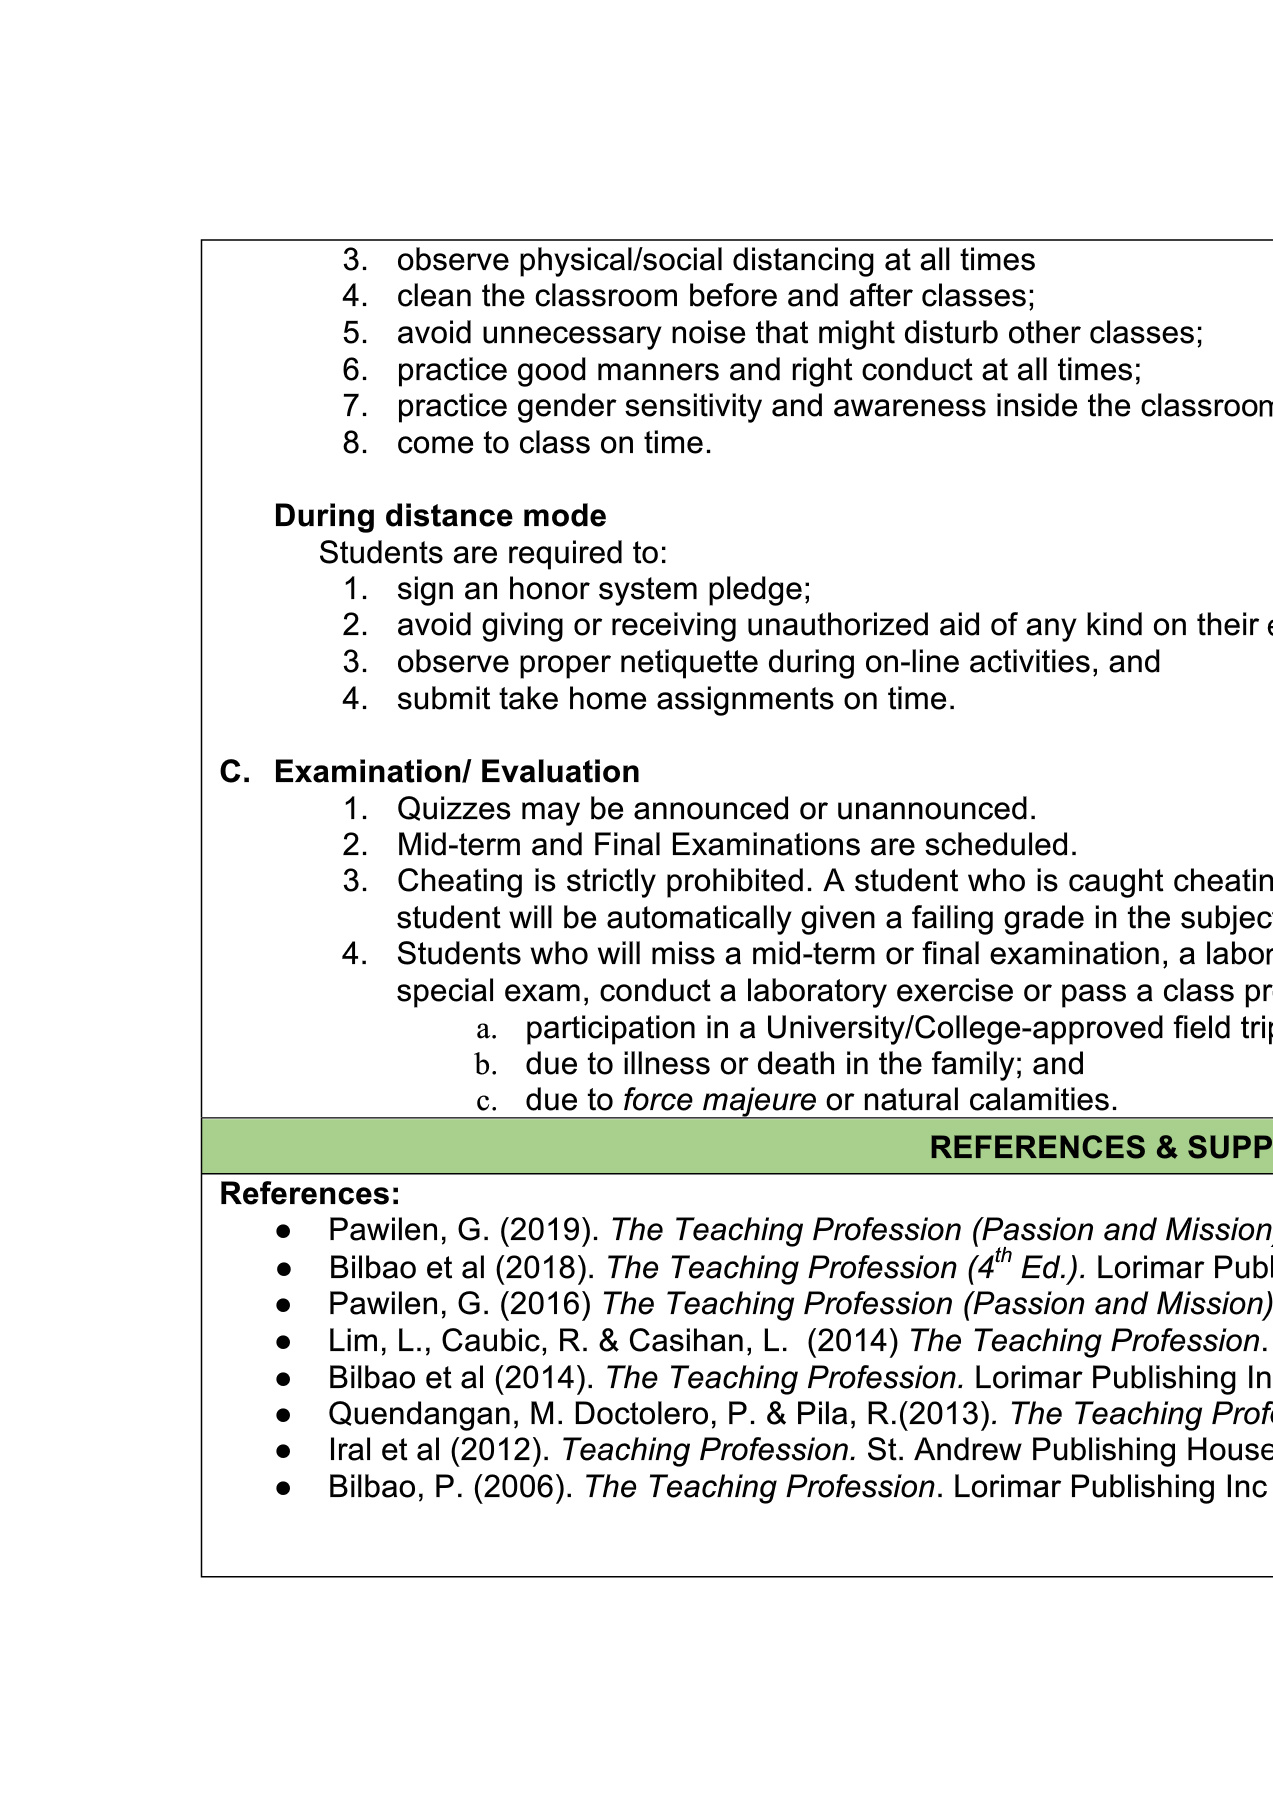 3. observe physical/social distancing at all times
4. clean the classroom before and after classes;
5. avoid unnecessary noise that might disturb other classes;
6. practice good manners and right conduct at all times;
7. practice gender sensitivity and awareness inside the classroom
8. come to class on time.
During distance mode
Students are required to:
1. sign an honor system pledge;
2. avoid giving or receiving unauthorized aid of any kind on their
3. observe proper netiquette during on-line activities, and
4. submit take home assignments on time.
C. Examination/ Evaluation
1. Quizzes may be announced or unannounced.
2. Mid-term and Final Examinations are scheduled.
3. Cheating is strictly prohibited. A student who is caught cheatin
student will be automatically given a failing grade in the subjec
4. Students who will miss a mid-term or final examination, a labor
special exam, conduct a laboratory exercise or pass a class pr
a. participation in a University/College-approved field trip
b. due to illness or death in the family; and
c. due to force majeure or natural calamities.
REFERENCES & SUPP
References:
● Pawilen, G. (2019). The Teaching Profession (Passion and Mission)
● Bilbao et al (2018). The Teaching Profession (4th Ed.). Lorimar Publ
● Pawilen, G. (2016) The Teaching Profession (Passion and Mission)
● Lim, L., Caubic, R. & Casihan, L. (2014) The Teaching Profession.
● Bilbao et al (2014). The Teaching Profession. Lorimar Publishing In
● Quendangan, M. Doctolero, P. & Pila, R.(2013). The Teaching Profe
● Iral et al (2012). Teaching Profession. St. Andrew Publishing House
● Bilbao, P. (2006). The Teaching Profession. Lorimar Publishing Inc